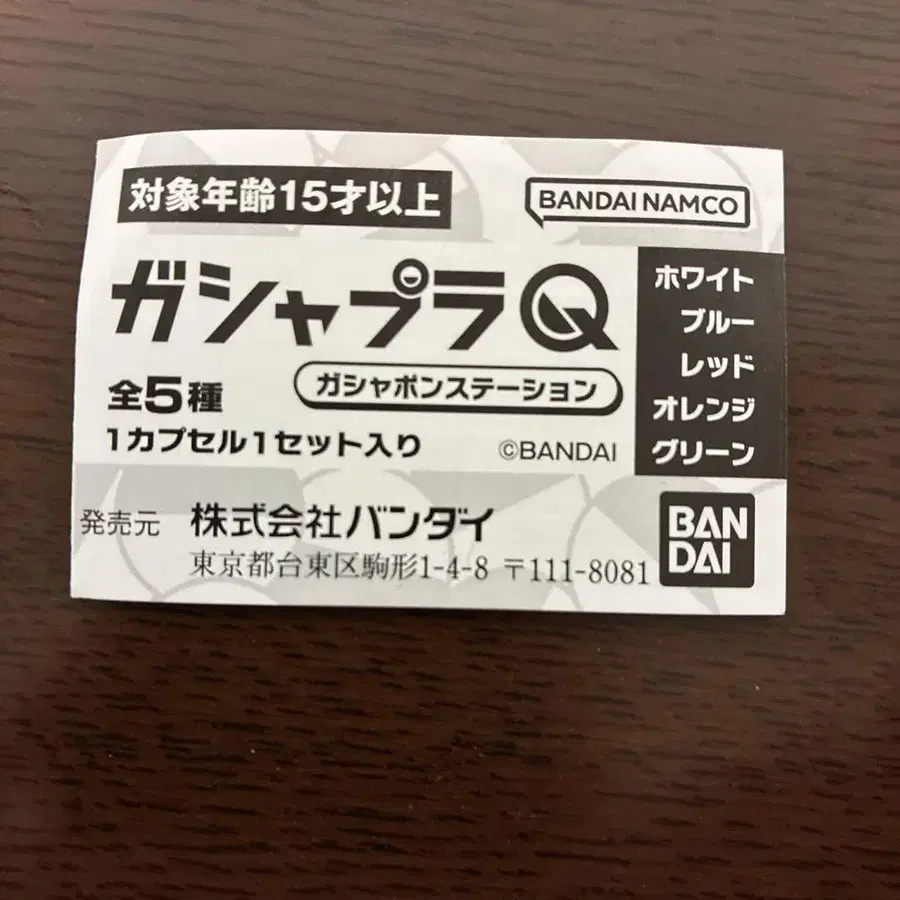 対象年齢15才以上
BANDAI NAMCO
ガシャプラQ
ガシャポンステーション
全5種
1カプセル1セット入り
©BANDAI
ホワイト
ブルー
レッド
オレンジ
グリーン
発売元 株式会社バンダイ
東京都台東区駒形1-4-8 〒111-8081
BAN
DAI